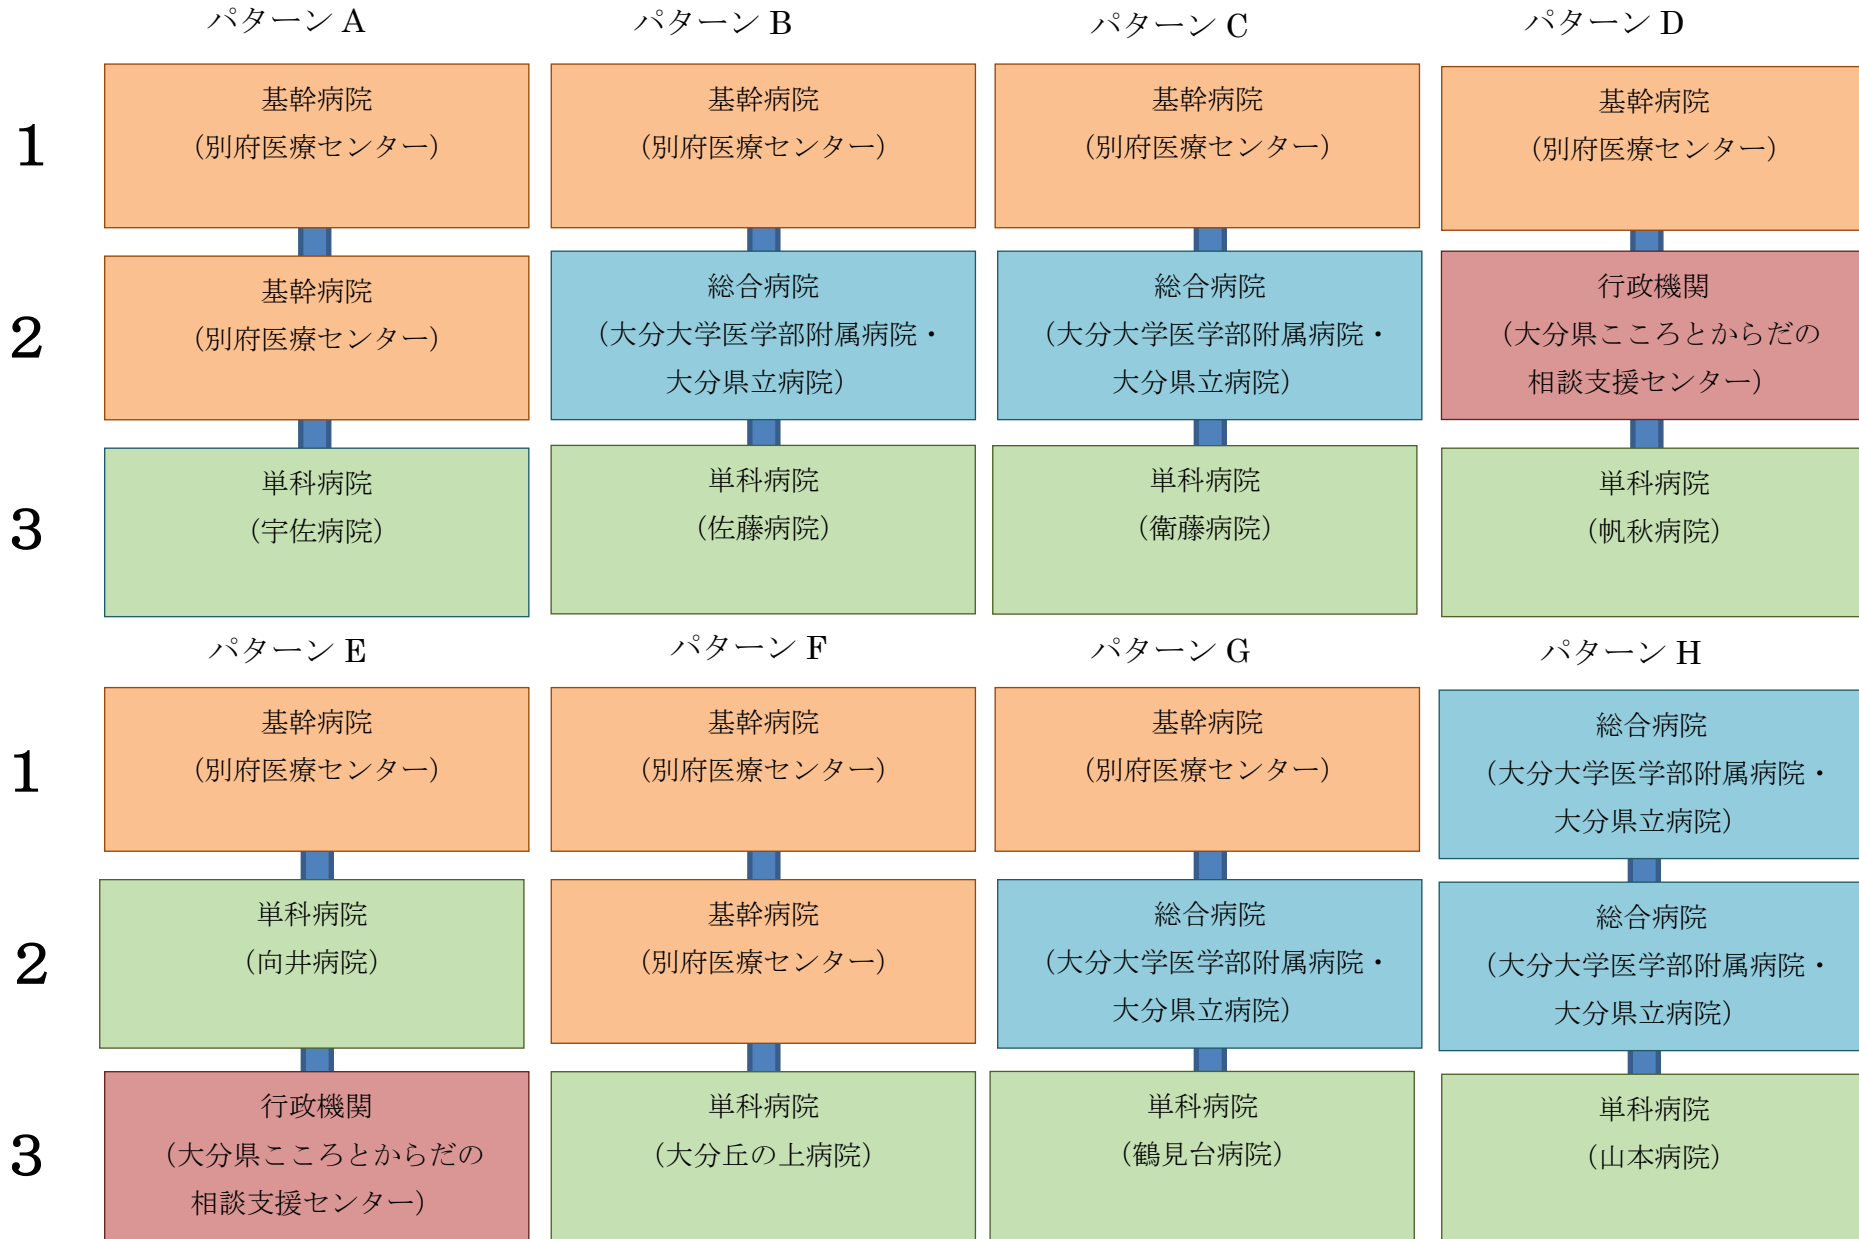 パターン A
パターン B
パターン C
パターン D
1
基幹病院
(別府医療センター)
基幹病院
(別府医療センター)
基幹病院
(別府医療センター)
基幹病院
(別府医療センター)
2
基幹病院
(別府医療センター)
総合病院
(大分大学医学部附属病院・
大分県立病院)
総合病院
(大分大学医学部附属病院・
大分県立病院)
行政機関
(大分県こころとからだの
相談支援センター)
3
単科病院
(宇佐病院)
単科病院
(佐藤病院)
単科病院
(衛藤病院)
単科病院
(帆秋病院)
パターン E
パターン F
パターン G
パターン H
1
基幹病院
(別府医療センター)
基幹病院
(別府医療センター)
基幹病院
(別府医療センター)
総合病院
(大分大学医学部附属病院・
大分県立病院)
2
単科病院
(向井病院)
基幹病院
(別府医療センター)
総合病院
(大分大学医学部附属病院・
大分県立病院)
総合病院
(大分大学医学部附属病院・
大分県立病院)
3
行政機関
(大分県こころとからだの
相談支援センター)
単科病院
(大分丘の上病院)
単科病院
(鶴見台病院)
単科病院
(山本病院)